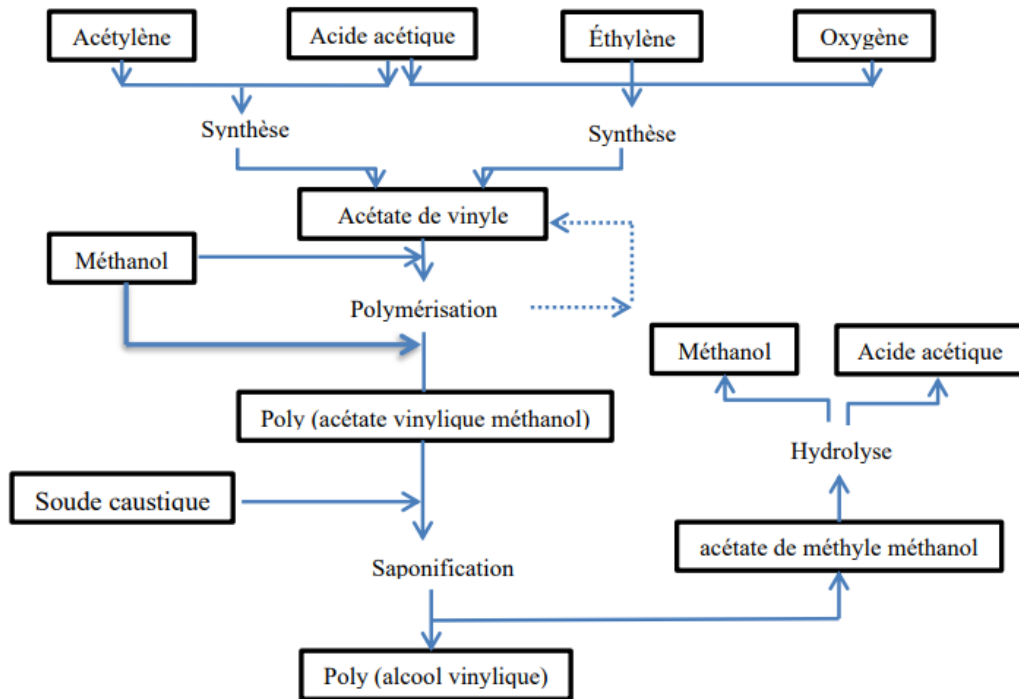 Acétylène
Acide acétique
Éthylène
Oxygène
Synthèse
Synthèse
Acétate de vinyle
Méthanol
Polymérisation
Méthanol
Acide acétique
Poly (acétate vinylique méthanol)
Hydrolyse
Soude caustique
acétate de méthyle méthanol
Saponification
Poly (alcool vinylique)